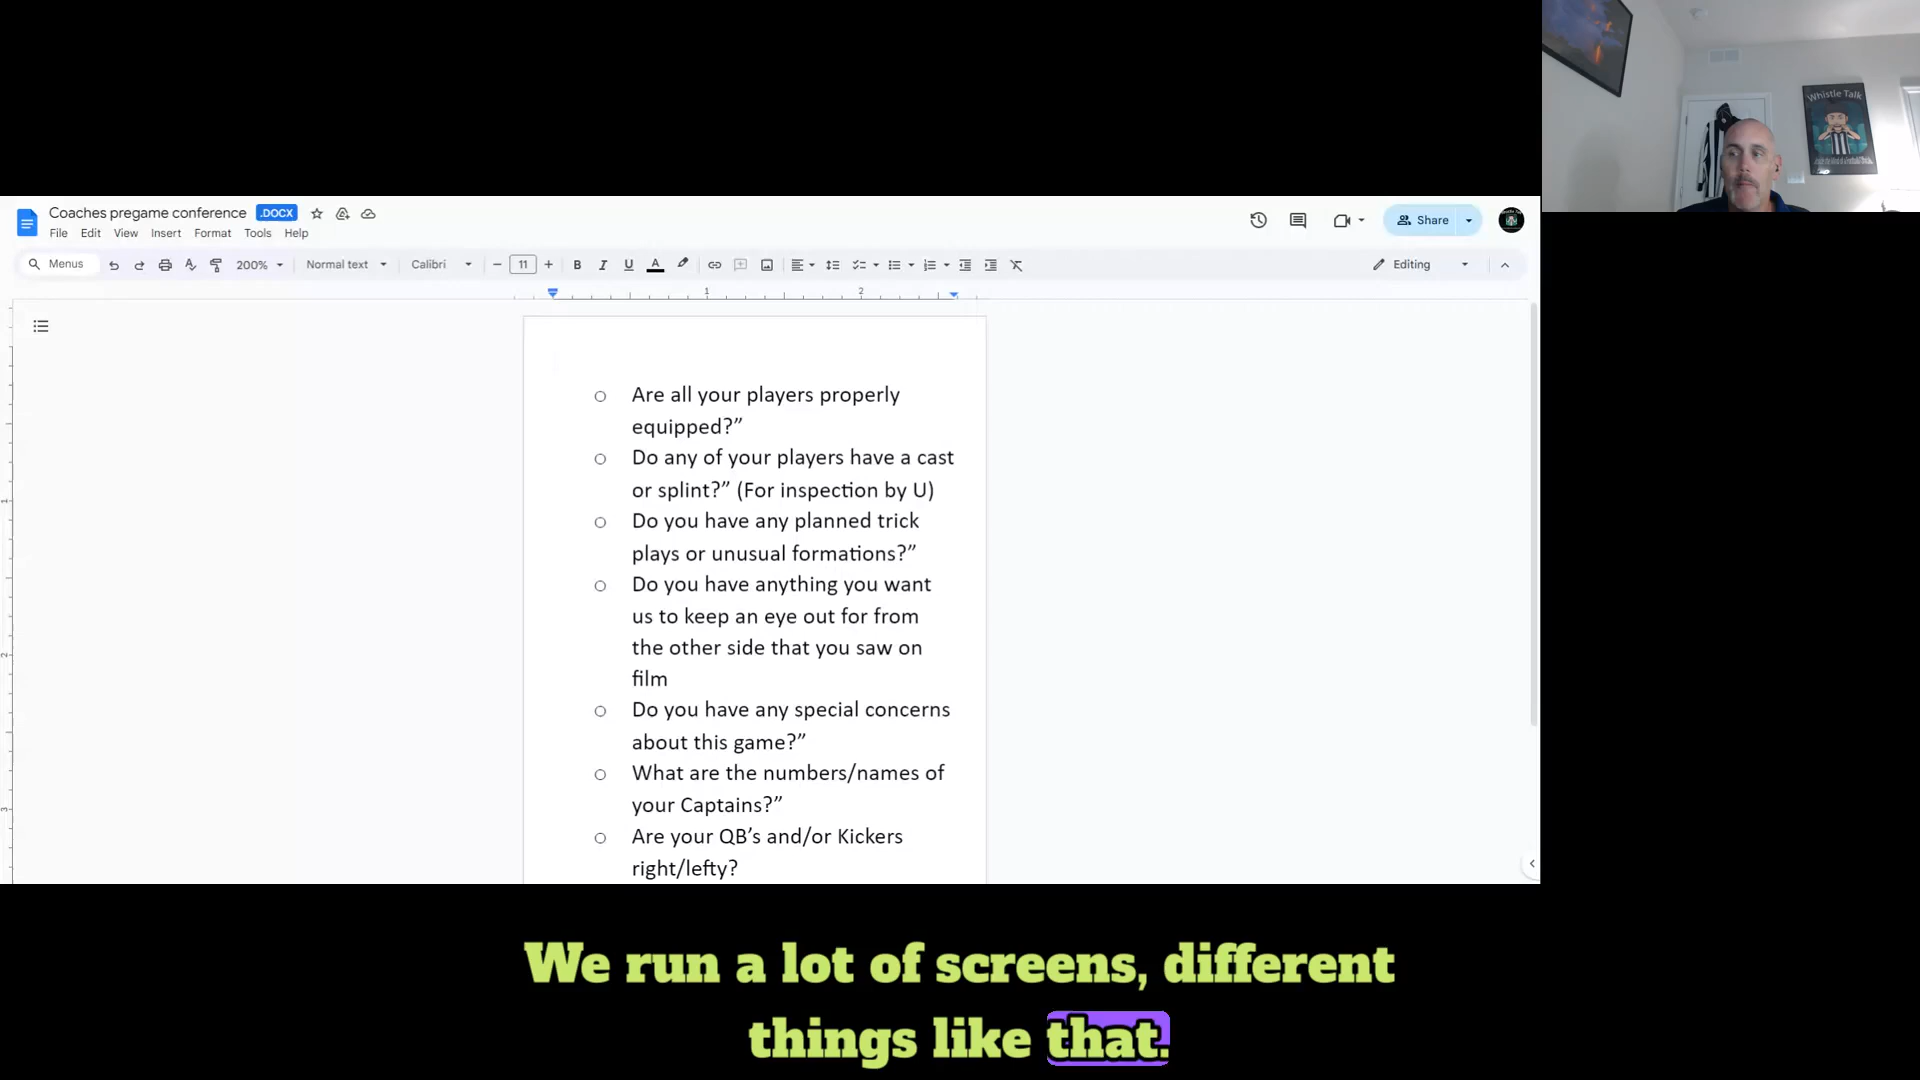 Whistle Talk
Coaches pregame conference .DOCX
File Edit View Insert Format Tools Help
Share
Menus 200% Normal text Calibri 11 Editing
1 2
Are all your players properly
equipped?”
Do any of your players have a cast
or splint?” (For inspection by U)
Do you have any planned trick
plays or unusual formations?”
Do you have anything you want
us to keep an eye out for from
the other side that you saw on
film
Do you have any special concerns
about this game?”
What are the numbers/names of
your Captains?”
Are your QB’s and/or Kickers
right/lefty?
1
2
3
We run a lot of screens, different
things like that.